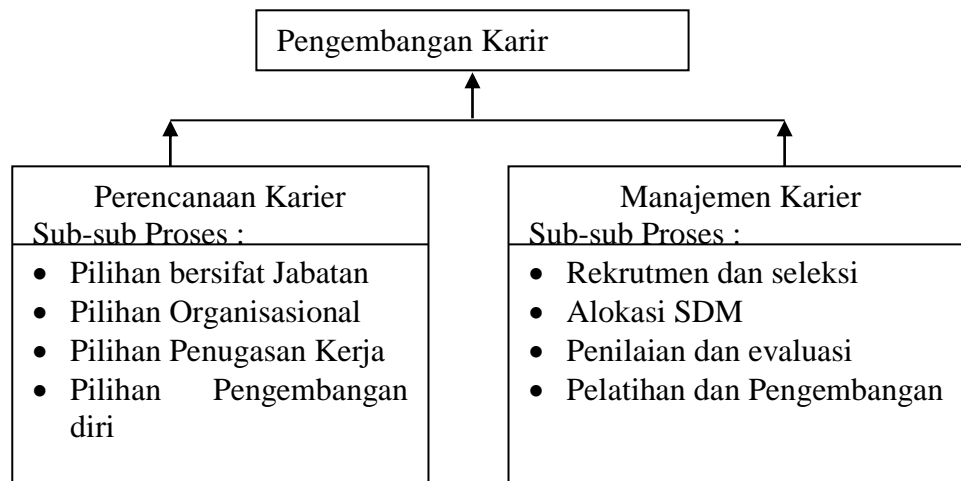 Pengembangan Karir
Perencanaan Karier
Sub-sub Proses :
• Pilihan bersifat Jabatan
• Pilihan Organisasional
• Pilihan Penugasan Kerja
• Pilihan Pengembangan
diri
Manajemen Karier
Sub-sub Proses :
• Rekrutmen dan seleksi
• Alokasi SDM
• Penilaian dan evaluasi
• Pelatihan dan Pengembangan